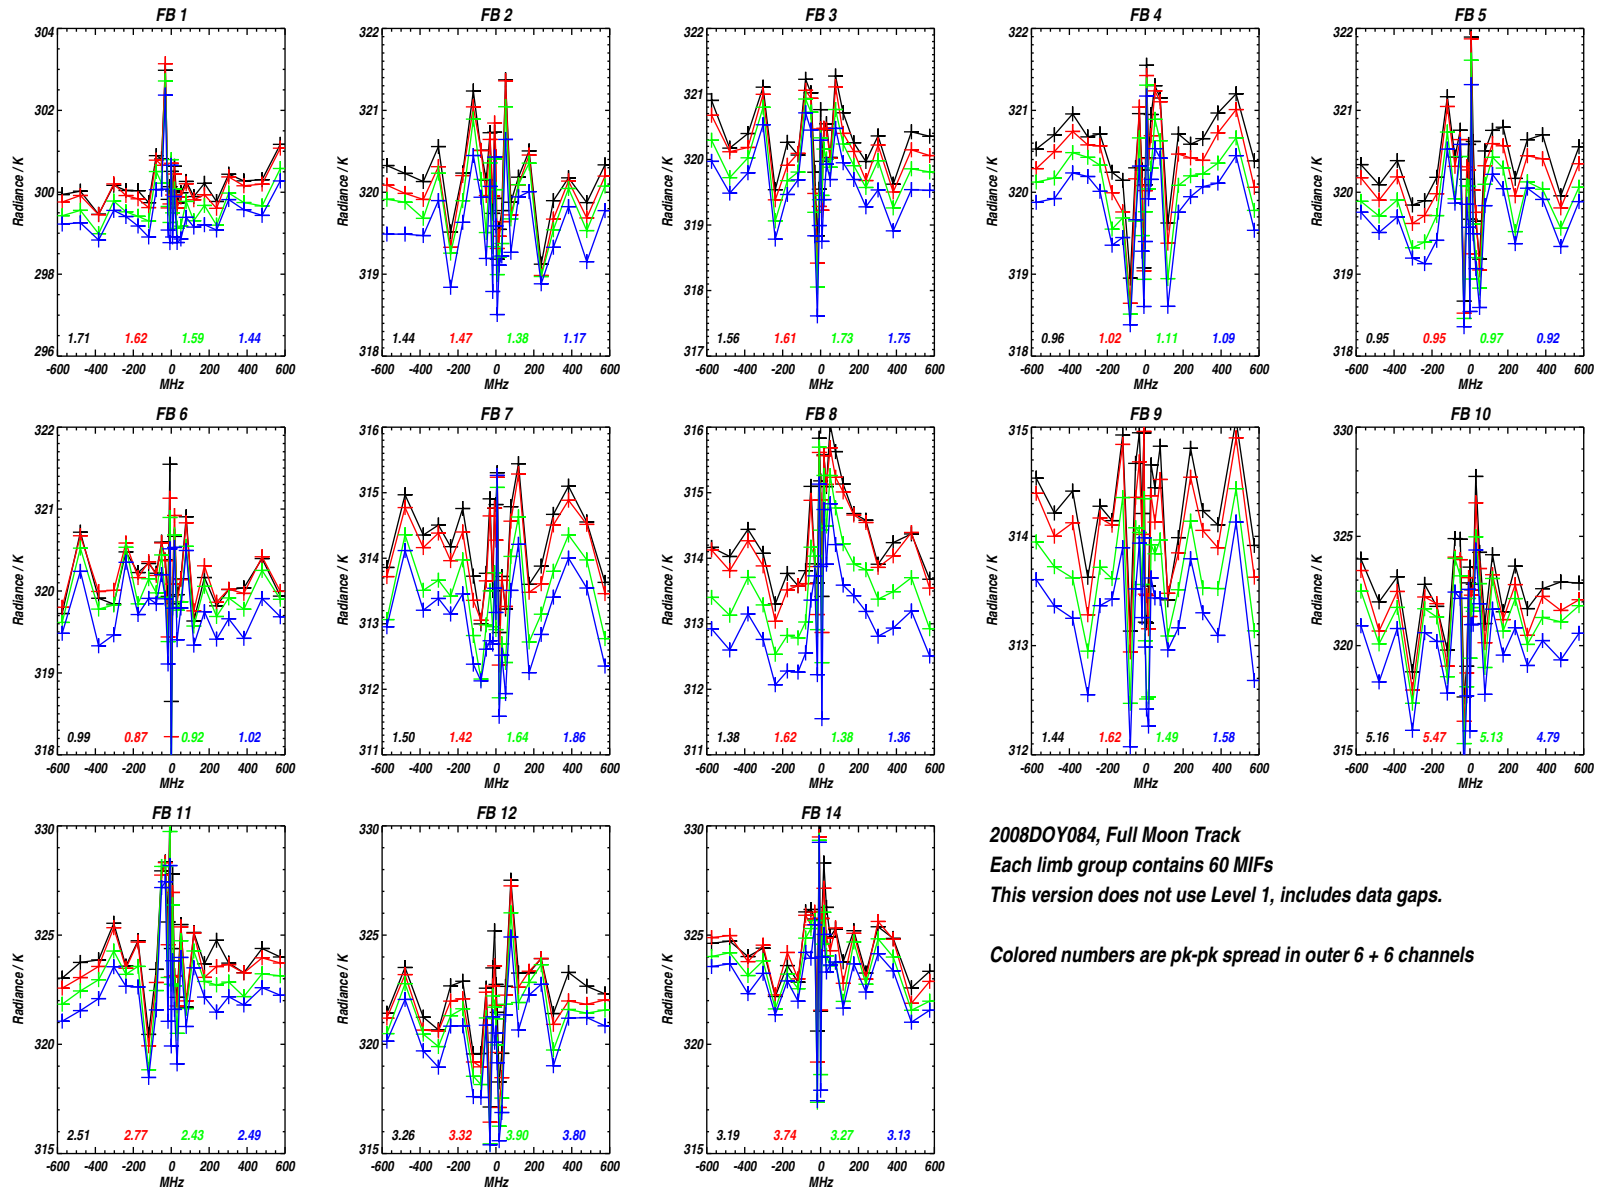 FB 1
304
302
300
298
296
Radiance / K
1.71 1.62 1.59 1.44
-600 -400 -200 0 200 400 600
MHz
FB 2
322
321
320
319
318
Radiance / K
1.44 1.47 1.38 1.17
-600 -400 -200 0 200 400 600
MHz
FB 3
322
321
320
319
318
317
Radiance / K
1.56 1.61 1.73 1.75
-600 -400 -200 0 200 400 600
MHz
FB 4
322
321
320
319
318
Radiance / K
0.96 1.02 1.11 1.09
-600 -400 -200 0 200 400 600
MHz
FB 5
322
321
320
319
318
Radiance / K
0.95 0.95 0.97 0.92
-600 -400 -200 0 200 400 600
MHz
FB 6
322
321
320
319
318
Radiance / K
0.99 0.87 0.92 1.02
-600 -400 -200 0 200 400 600
MHz
FB 7
316
315
314
313
312
311
Radiance / K
1.50 1.42 1.64 1.86
-600 -400 -200 0 200 400 600
MHz
FB 8
316
315
314
313
312
311
Radiance / K
1.38 1.62 1.38 1.36
-600 -400 -200 0 200 400 600
MHz
FB 9
315
314
313
312
Radiance / K
1.44 1.62 1.49 1.58
-600 -400 -200 0 200 400 600
MHz
FB 10
330
325
320
315
Radiance / K
5.16 5.47 5.13 4.79
-600 -400 -200 0 200 400 600
MHz
FB 11
330
325
320
315
Radiance / K
2.51 2.77 2.43 2.49
-600 -400 -200 0 200 400 600
MHz
FB 12
330
325
320
315
Radiance / K
3.26 3.32 3.90 3.80
-600 -400 -200 0 200 400 600
MHz
FB 14
330
325
320
315
Radiance / K
3.19 3.74 3.27 3.13
-600 -400 -200 0 200 400 600
MHz
2008DOY084, Full Moon Track
Each limb group contains 60 MIFs
This version does not use Level 1, includes data gaps.
Colored numbers are pk-pk spread in outer 6 + 6 channels